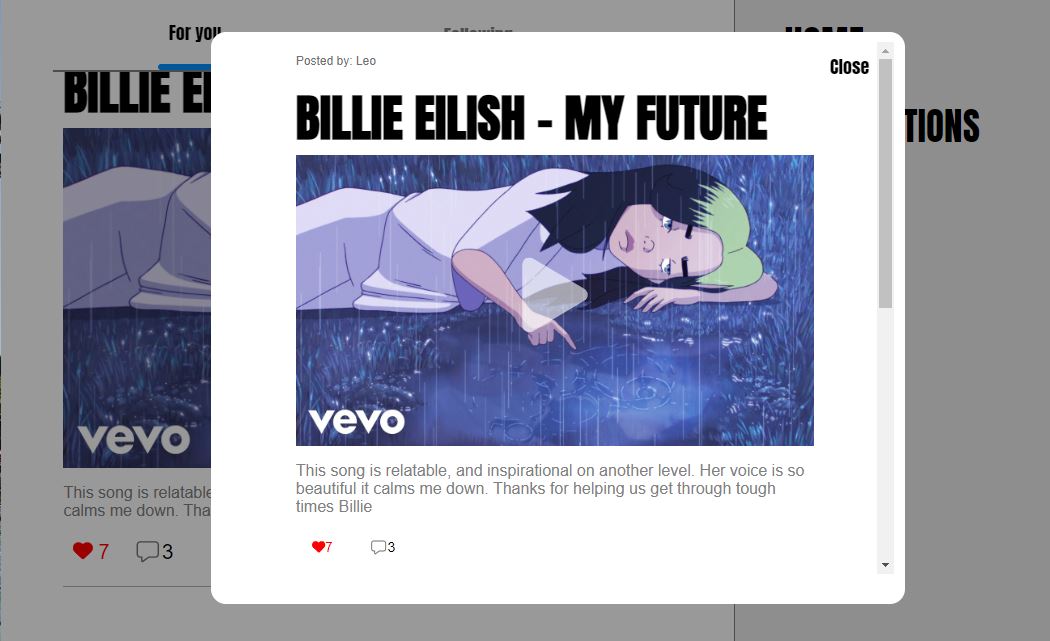 For you
Following
HOME
BILLIE EI
TIONS
vevo
This song is relatable
calms me down. Tha
7
3
Posted by: Leo
Close
BILLIE EILISH - MY FUTURE
vevo
This song is relatable, and inspirational on another level. Her voice is so
beautiful it calms me down. Thanks for helping us get through tough
times Billie
7
3